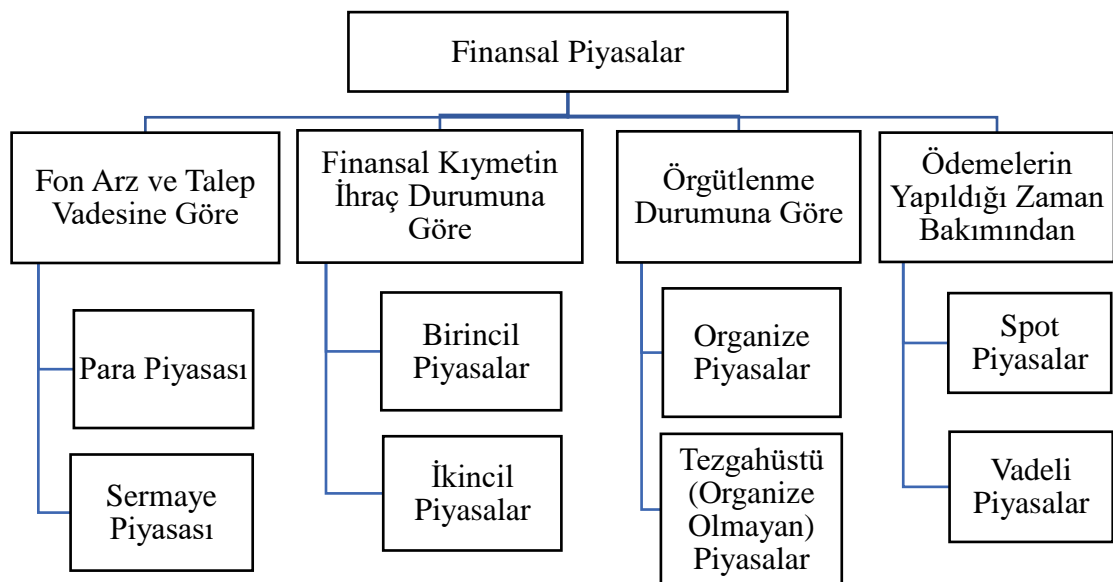 Finansal Piyasalar
Fon Arz ve Talep
Vadesine Göre
Finansal Kıymetin
İhraç Durumuna
Göre
Örgütlenme
Durumuna Göre
Ödemelerin
Yapıldığı Zaman
Bakımından
Para Piyasası
Sermaye
Piyasası
Birincil
Piyasalar
İkincil
Piyasalar
Organize
Piyasalar
Tezgahüstü
(Organize
Olmayan)
Piyasalar
Spot
Piyasalar
Vadeli
Piyasalar